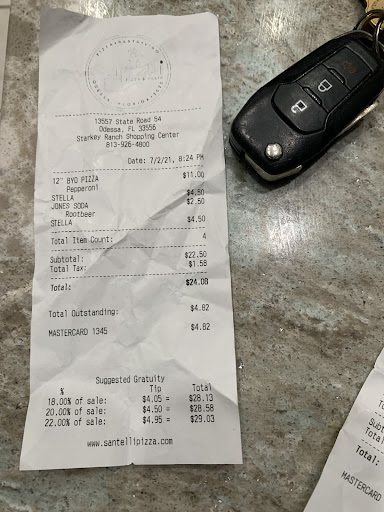 13557 State Road 54
Odessa, FL 33556
Starkey Ranch Shopping Center
813-926-4800
Date: 7/2/21, 8:24 PM
12" BYO PIZZA $11.00
Pepperoni
STELLA $4.50
JONES SODA $2.50
Rootbeer
STELLA $4.50
Total Item Count: 4
Subtotal: $22.50
Total Tax: $1.58
Total: $24.08
Total Outstanding: $4.82
MASTERCARD 1345 $4.82
Suggested Gratuity
% Tip Total
18.00% of sale: $4.05 = $28.13
20.00% of sale: $4.50 = $28.58
22.00% of sale: $4.95 = $29.03
www.santellipizza.com
Total:
MASTERCARD